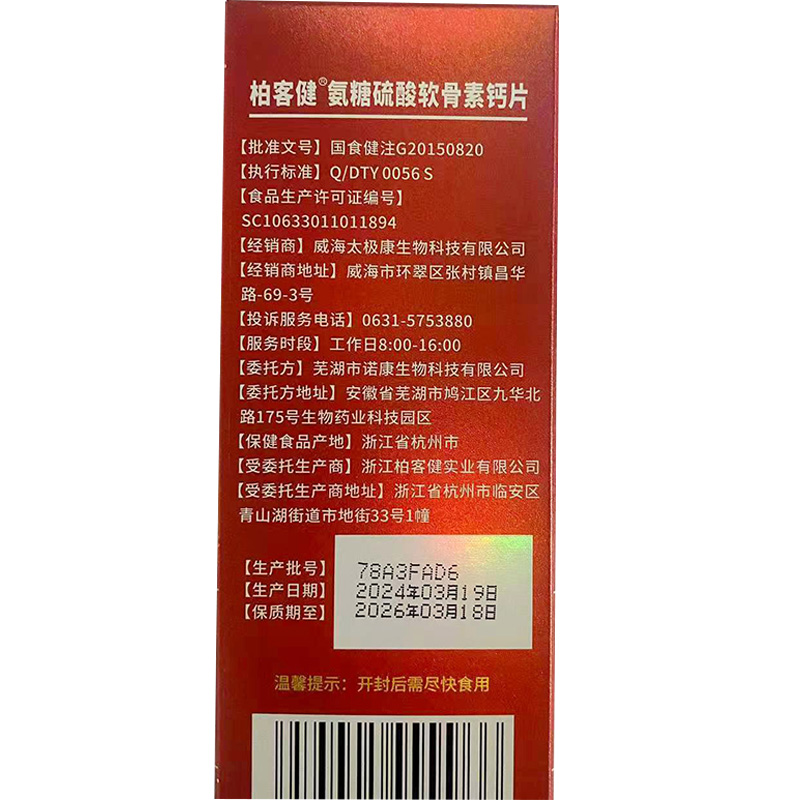 柏客健®氨糖硫酸软骨素钙片
【批准文号】国食健注G20150820
【执行标准】Q/DTY 0056 S
【食品生产许可证编号】
SC10633011011894
【经销商】威海太极康生物科技有限公司
【经销商地址】威海市环翠区张村镇昌华
路-69-3号
【投诉服务电话】0631-5753880
【服务时段】工作日8:00-16:00
【委托方】芜湖市诺康生物科技有限公司
【委托方地址】安徽省芜湖市鸠江区九华北
路175号生物药业科技园区
【保健食品产地】浙江省杭州市
【受委托生产商】浙江柏客健实业有限公司
【受委托生产商地址】浙江省杭州市临安区
青山湖街道市地街33号1幢
【生产批号】78A3FAD6
【生产日期】2024年03月19日
【保质期至】2026年03月18日
温馨提示：开封后需尽快食用